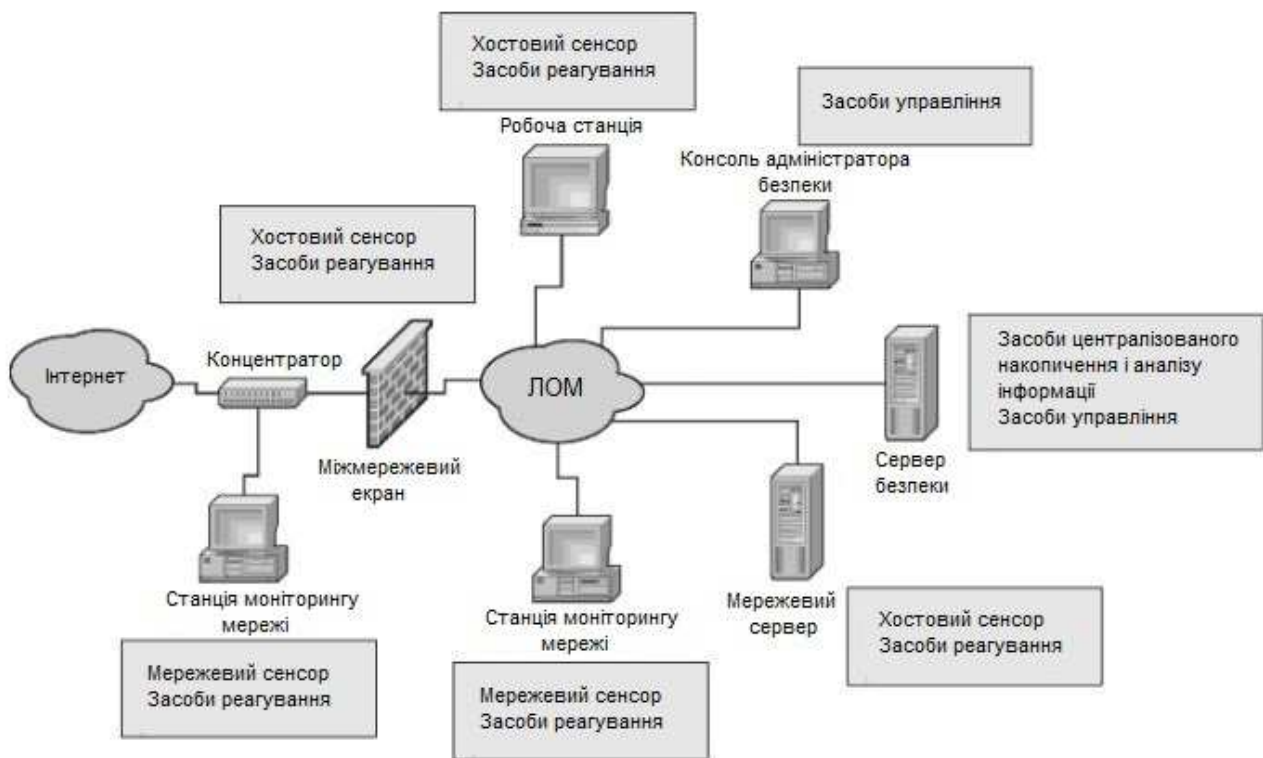 Хостовий сенсор
Засоби реагування
Робоча станція
Засоби управління
Консоль адміністратора
безпеки
Хостовий сенсор
Засоби реагування
Інтернет
Концентратор
Міжмережевий
екран
ЛОМ
Засоби централізованого
накопичення і аналізу
інформації
Засоби управління
Сервер
безпеки
Станція моніторингу
мережі
Мережевий сенсор
Засоби реагування
Станція моніторингу
мережі
Мережевий сенсор
Засоби реагування
Мережевий
сервер
Хостовий сенсор
Засоби реагування